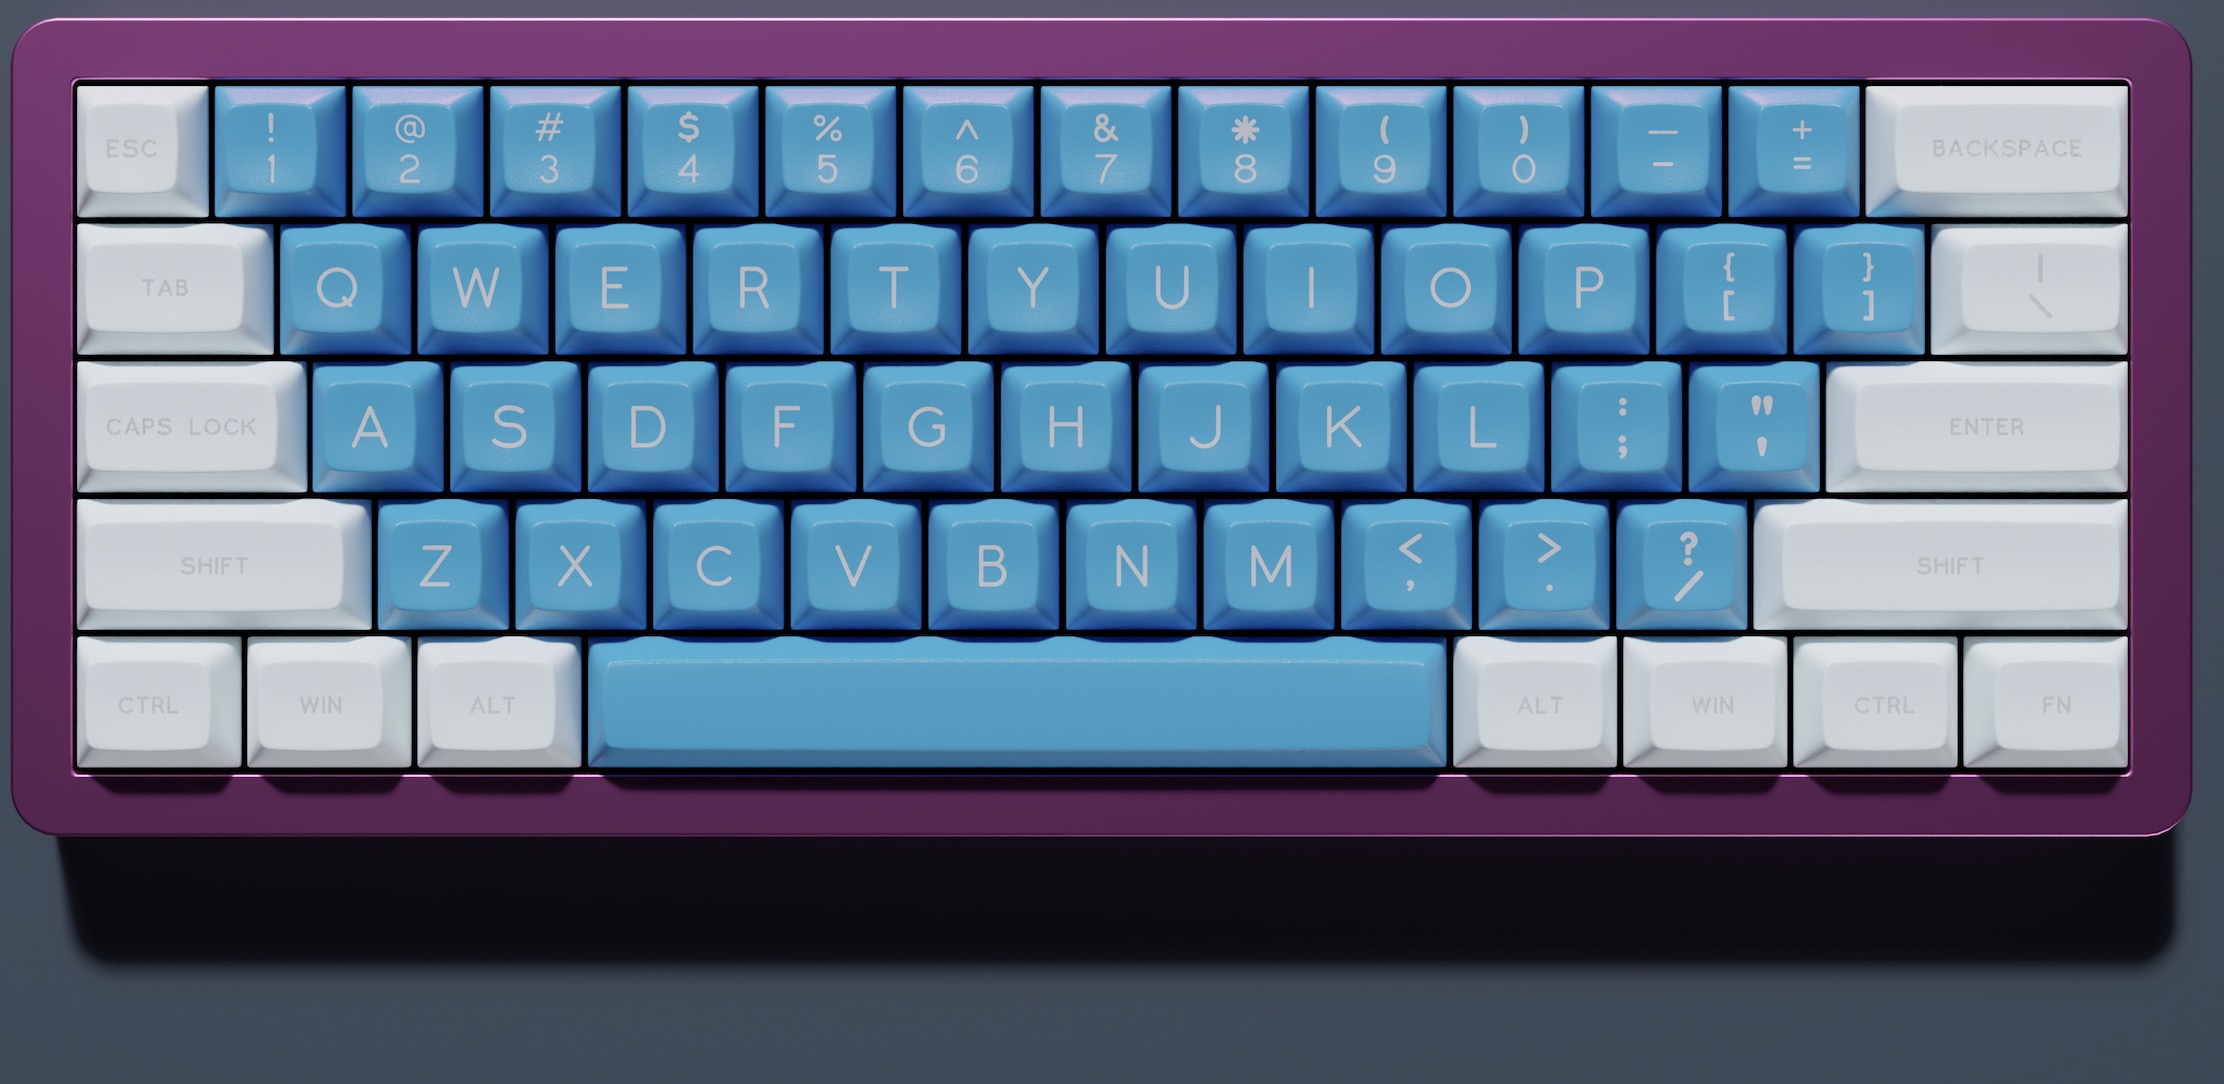 ESC ! @ # $ % ^ & * ( ) — + BACKSPACE
1 2 3 4 5 6 7 8 9 0 - =
TAB Q W E R T Y U I O P { } |
[ ] \
CAPS LOCK A S D F G H J K L : " ENTER
; '
SHIFT Z X C V B N M < > ? SHIFT
, . /
CTRL WIN ALT ALT WIN CTRL FN